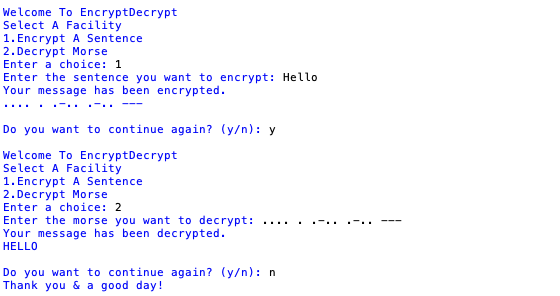 Welcome To EncryptDecrypt
Select A Facility
1.Encrypt A Sentence
2.Decrypt Morse
Enter a choice: 1
Enter the sentence you want to encrypt: Hello
Your message has been encrypted.
.... . .-.. .-.. ---
Do you want to continue again? (y/n): y
Welcome To EncryptDecrypt
Select A Facility
1.Encrypt A Sentence
2.Decrypt Morse
Enter a choice: 2
Enter the morse you want to decrypt: .... . .-.. .-.. ---
Your message has been decrypted.
HELLO
Do you want to continue again? (y/n): n
Thank you & a good day!